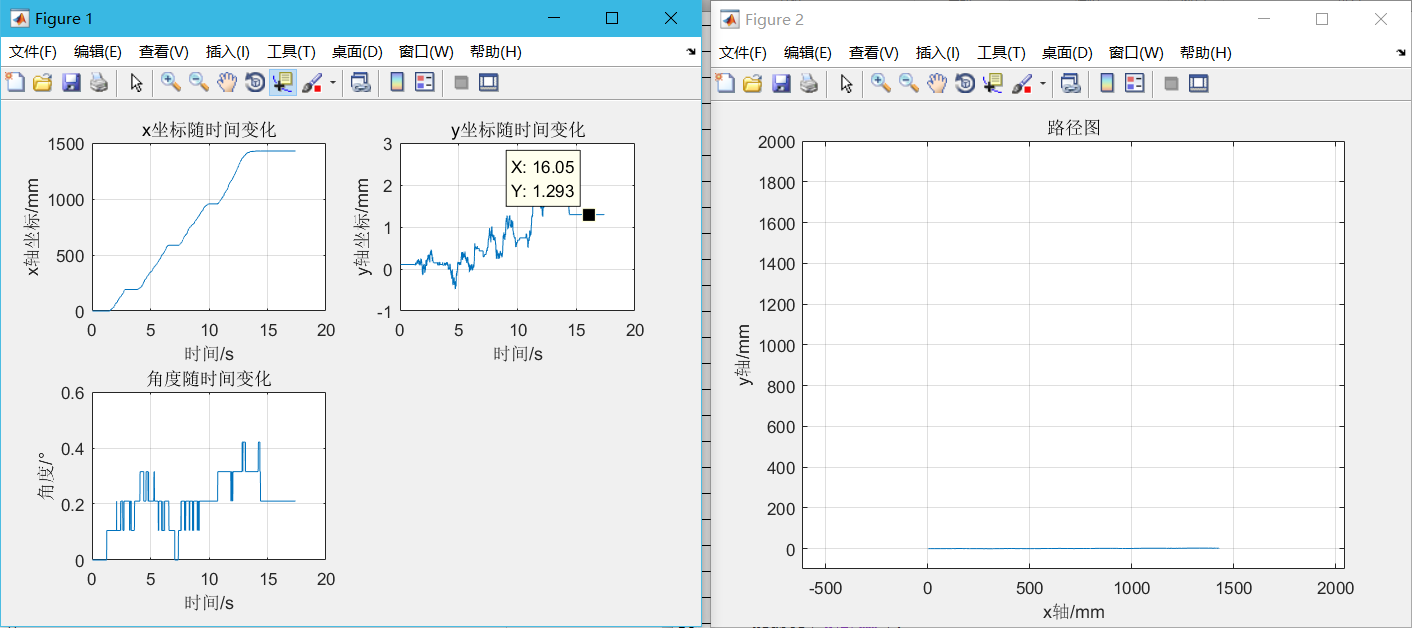 Figure 1
文件(F) 编辑(E) 查看(V) 插入(I) 工具(T) 桌面(D) 窗口(W) 帮助(H)
x坐标随时间变化
1500
1000
500
0
x轴坐标/mm
0 5 10 15 20
时间/s
y坐标随时间变化
3
2
1
0
-1
y轴坐标/mm
X: 16.05
Y: 1.293
0 5 10 15 20
时间/s
角度随时间变化
0.6
0.4
0.2
0
角度/°
0 5 10 15 20
时间/s
Figure 2
文件(F) 编辑(E) 查看(V) 插入(I) 工具(T) 桌面(D) 窗口(W) 帮助(H)
路径图
2000
1800
1600
1400
1200
1000
800
600
400
200
0
y轴/mm
-500 0 500 1000 1500 2000
x轴/mm